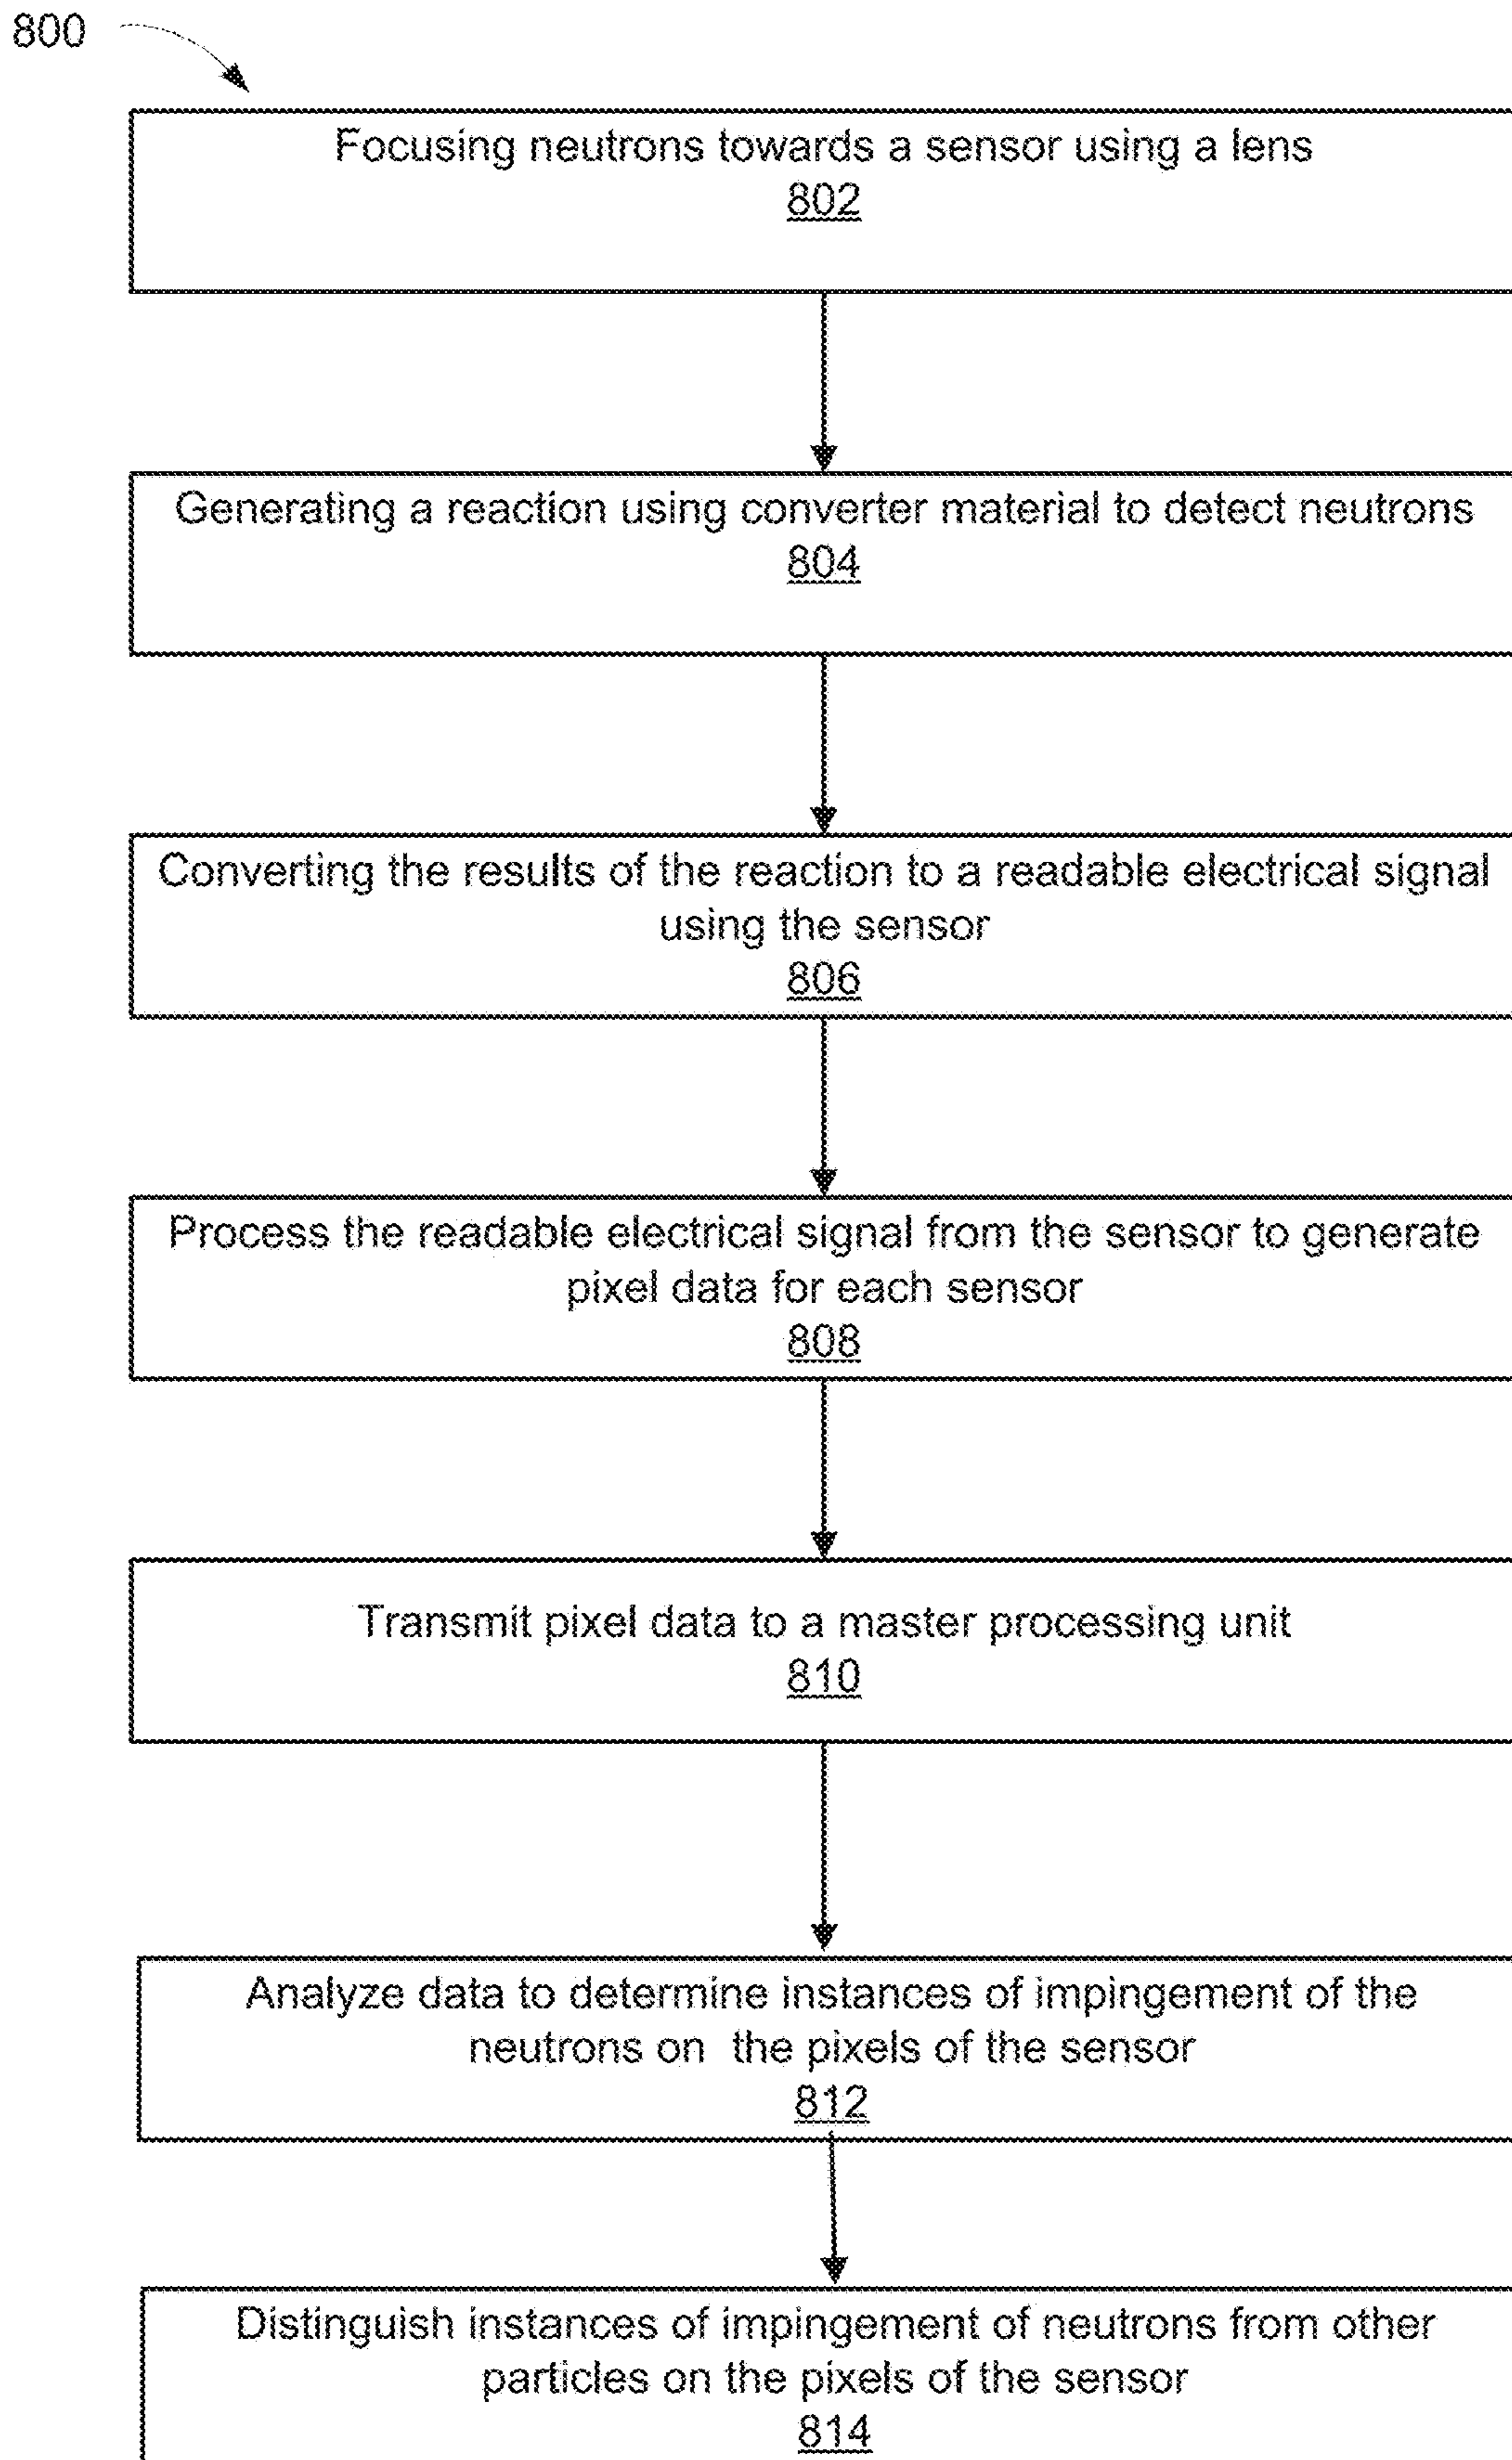 800
Focusing neutrons towards a sensor using a lens
802
Generating a reaction using converter material to detect neutrons
804
Converting the results of the reaction to a readable electrical signal
using the sensor
806
Process the readable electrical signal from the sensor to generate
pixel data for each sensor
808
Transmit pixel data to a master processing unit
810
Analyze data to determine instances of impingement of the
neutrons on  the pixels of the sensor
812
Distinguish instances of impingement of neutrons from other
particles on the pixels of the sensor
814